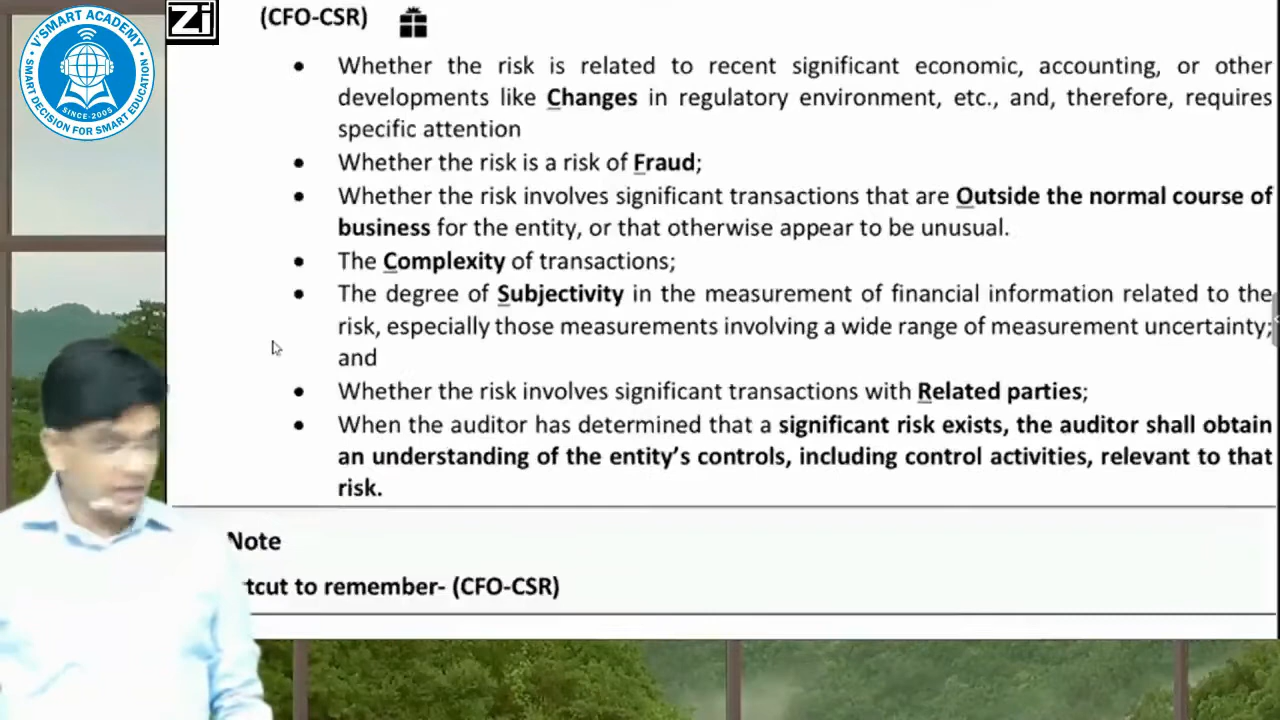 V'SMART ACADEMY
SMART DECISION FOR SMART EDUCATION
SINCE-2005
Zi
(CFO-CSR)
• Whether the risk is related to recent significant economic, accounting, or other
developments like Changes in regulatory environment, etc., and, therefore, requires
specific attention
• Whether the risk is a risk of Fraud;
• Whether the risk involves significant transactions that are Outside the normal course of
business for the entity, or that otherwise appear to be unusual.
• The Complexity of transactions;
• The degree of Subjectivity in the measurement of financial information related to the
risk, especially those measurements involving a wide range of measurement uncertainty;
and
• Whether the risk involves significant transactions with Related parties;
• When the auditor has determined that a significant risk exists, the auditor shall obtain
an understanding of the entity's controls, including control activities, relevant to that
risk.
Note
tcut to remember- (CFO-CSR)